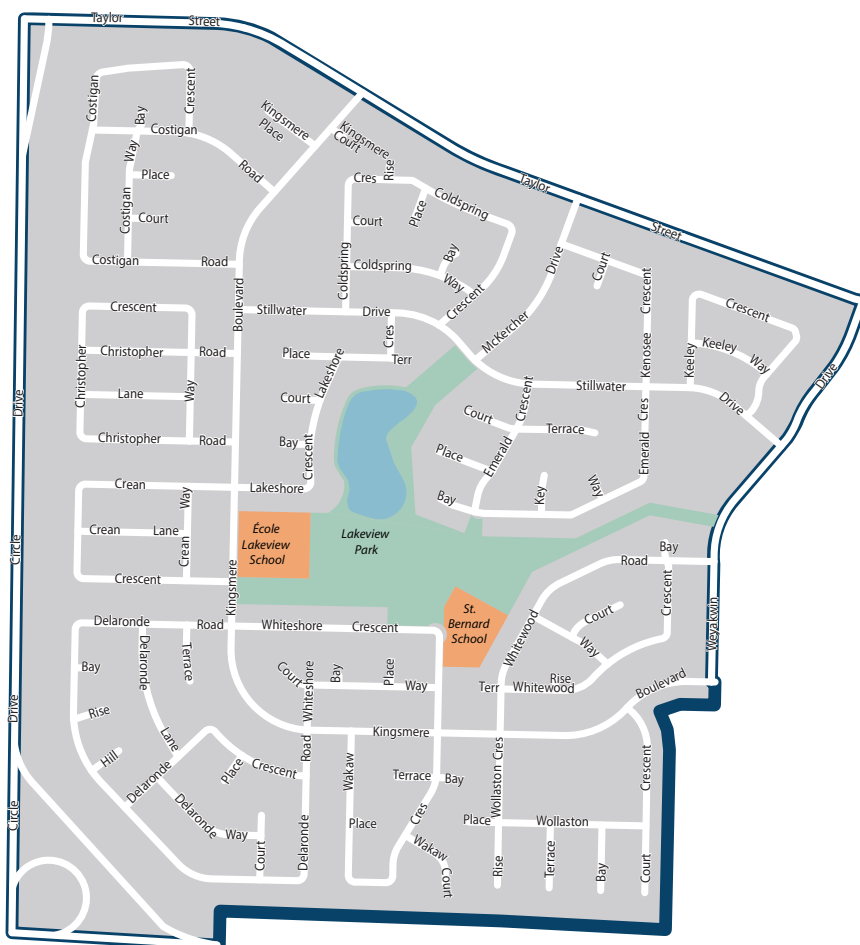 Taylor
Street
Costigan
Crescent
Bay
Costigan
Way
Kingsmere
Place
Kingsmere
Court
Road
Place
Costigan
Court
Costigan
Road
Cres
Rise
Coldspring
Place
Court
Coldspring
Coldspring
Bay
Way
Crescent
Taylor
Street
Drive
McKercher
Court
Crescent
Kenosee
Crescent
Keeley
Keeley
Way
Drive
Boulevard
Stillwater
Drive
Cres
Terr
Place
Lakeshore
Court
Bay
Crescent
Lakeshore
Crescent
Christopher
Christopher
Road
Lane
Way
Christopher
Road
Drive
Stillwater
Drive
Crescent
Court
Terrace
Emerald
Place
Bay
Key
Way
Emerald
Cres
Crean
Way
Crean
Lane
Crean
Crescent
Circle
École
Lakeview
School
Lakeview
Park
Kingsmere
St.
Bernard
School
Road
Bay
Crescent
Court
Way
Whitewood
Rise
Whitewood
Terr
Weyakwin
Boulevard
Delaronde
Road
Whiteshore
Crescent
Delaronde
Terrace
Bay
Rise
Hill
Lane
Delaronde
Drive
Circle
Court
Whiteshore
Bay
Place
Way
Kingsmere
Road
Place
Crescent
Delaronde
Way
Court
Delaronde
Wakaw
Place
Terrace
Bay
Cres
Wakaw
Court
Cres
Wollaston
Place
Wollaston
Rise
Terrace
Bay
Court
Crescent